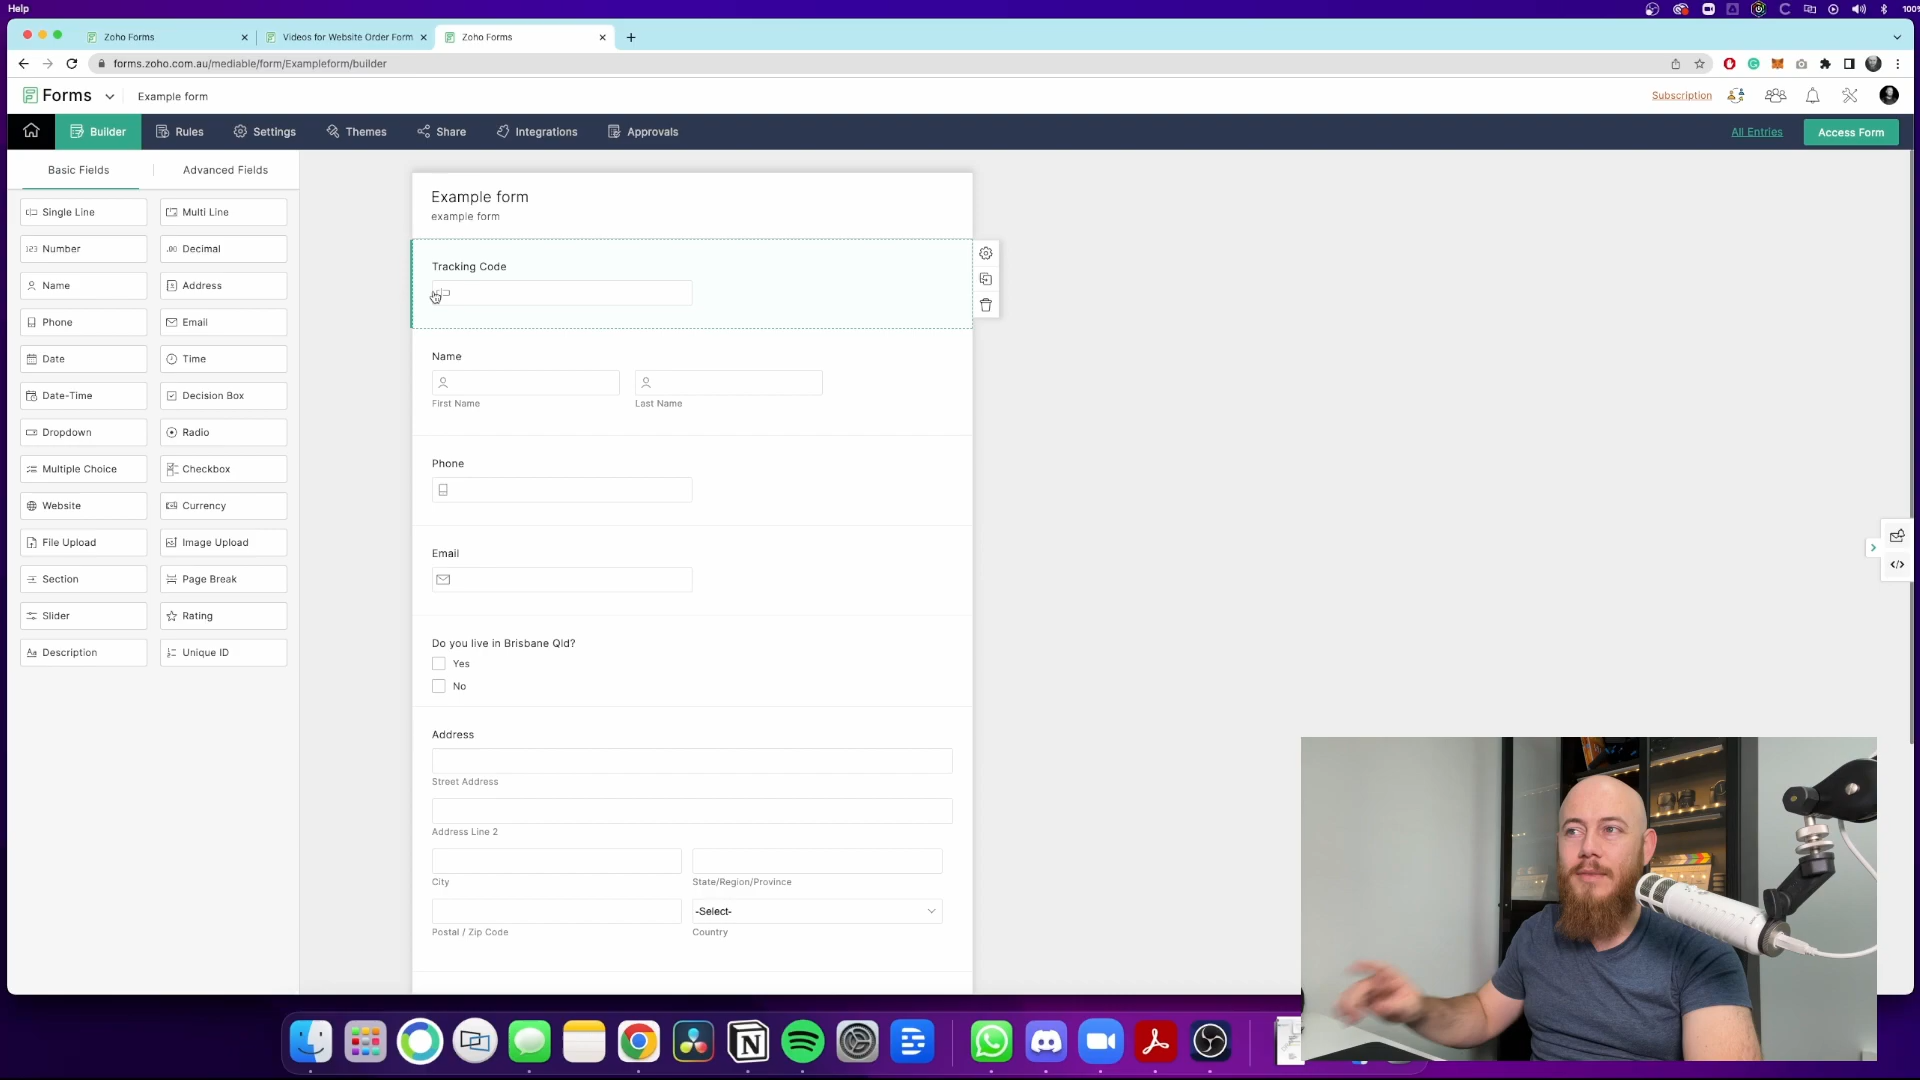 Help
100%
Zoho Forms
Videos for Website Order Form
Zoho Forms
forms.zoho.com.au/mediable/form/Exampleform/builder
Forms
Example form
Subscription
Builder
Rules
Settings
Themes
Share
Integrations
Approvals
All Entries
Access Form
Basic Fields
Advanced Fields
Single Line
Multi Line
123 Number
.00 Decimal
Name
Address
Phone
Email
Date
Time
Date-Time
Decision Box
Dropdown
Radio
Multiple Choice
Checkbox
Website
Currency
File Upload
Image Upload
Section
Page Break
Slider
Rating
Aa Description
Unique ID
Example form
example form
Tracking Code
Name
First Name
Last Name
Phone
Email
Do you live in Brisbane Qld?
Yes
No
Address
Street Address
Address Line 2
City
State/Region/Province
-Select-
Postal / Zip Code
Country